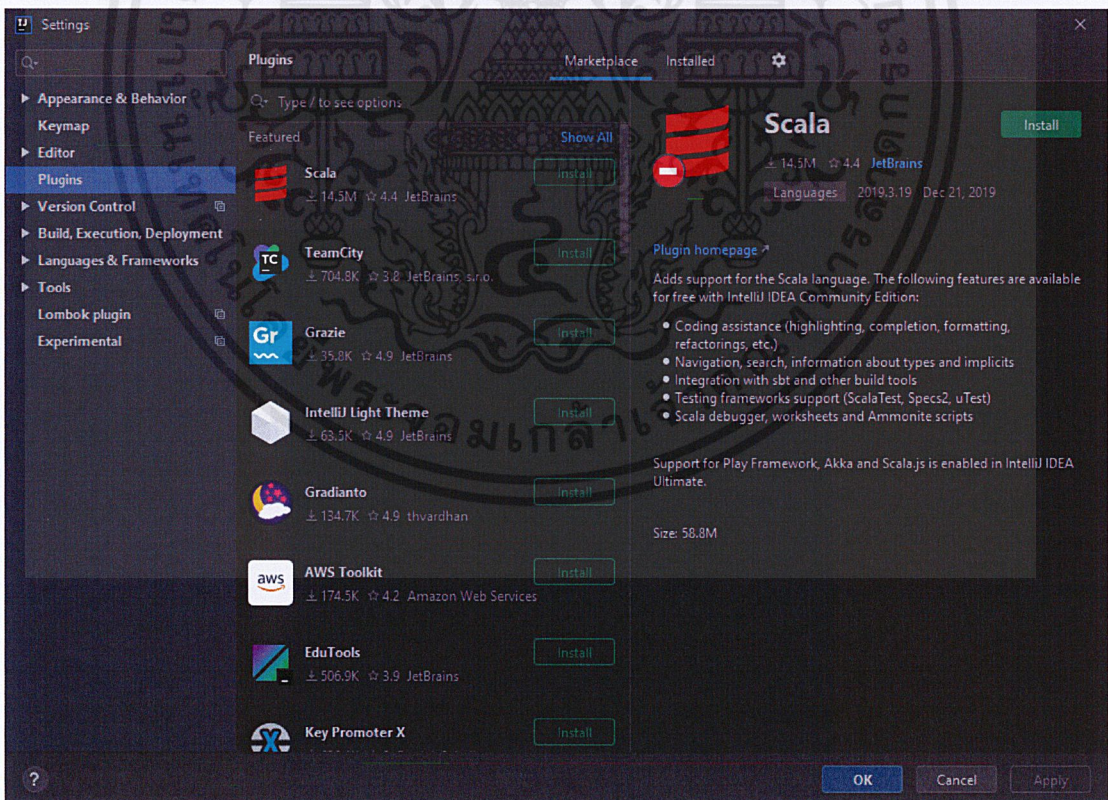 Settings
Plugins
Marketplace
Installed
Appearance & Behavior
Keymap
Editor
Plugins
Version Control
Build, Execution, Deployment
Languages & Frameworks
Tools
Lombok plugin
Experimental
Type / to see options
Featured
Show All
Scala
14.5M 4.4 JetBrains
Install
TC
TeamCity
704.8K 3.8 JetBrains s.r.o.
Install
Gr
Grazie
35.8K 4.9 JetBrains
Install
IntelliJ Light Theme
63.5K 4.9 JetBrains
Install
Gradianto
134.7K 4.9 thvardhan
Install
aws
AWS Toolkit
174.5K 4.2 Amazon Web Services
Install
EduTools
506.9K 3.9 JetBrains
Install
Key Promoter X
Install
Scala
Install
14.5M 4.4 JetBrains
Languages 2019.3.19 Dec 21, 2019
Plugin homepage
Adds support for the Scala language. The following features are available
for free with IntelliJ IDEA Community Edition:
Coding assistance (highlighting, completion, formatting,
refactorings, etc.)
Navigation, search, information about types and implicits
Integration with sbt and other build tools
Testing frameworks support (ScalaTest, Specs2, uTest)
Scala debugger, worksheets and Ammonite scripts
Support for Play Framework, Akka and Scala.js is enabled in IntelliJ IDEA
Ultimate.
Size: 58.8M
?
OK
Cancel
Apply